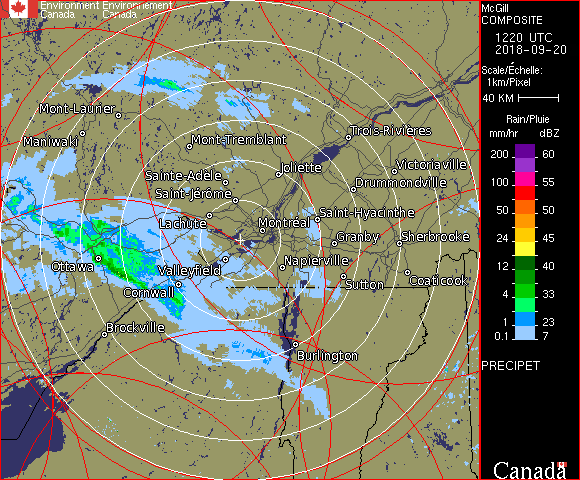 Environment Environnement
Canada Canada
McGill
COMPOSITE
1220 UTC
2018-09-20
Scale/Échelle:
1km/Pixel
40 KM
Rain/Pluie
mm/hr dBZ
200 60
155
100 55
50 50
24 45
12 40
4 33
1 23
0.1 7
PRECIPET
Canada
Mont-Laurier
Maniwaki
Mont-Tremblant
Trois-Rivières
Joliette
Victoriaville
Sainte-Adèle
Drummondville
Saint-Jérôme
Lachute
Montréal
Saint-Hyacinthe
Granby
Sherbrooke
Ottawa
Valleyfield
Napierville
Sutton
Coaticook
Cornwall
Brockville
Burlington